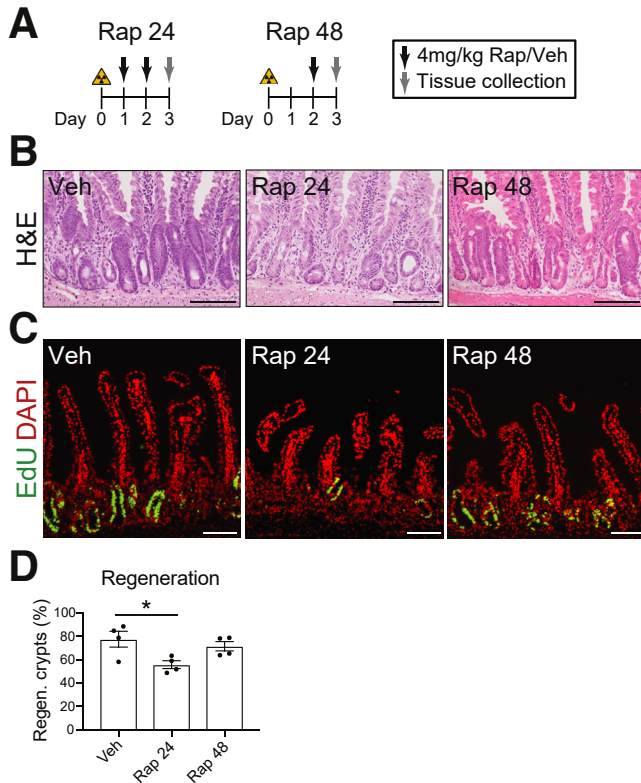 A
Rap 24
Rap 48
4mg/kg Rap/Veh
Tissue collection
Day 0 1 2 3
Day 0 1 2 3
B
H&E
Veh
Rap 24
Rap 48
C
EdU DAPI
Veh
Rap 24
Rap 48
D
Regeneration
*
Regen. crypts (%)
100
80
60
40
20
0
Veh
Rap 24
Rap 48